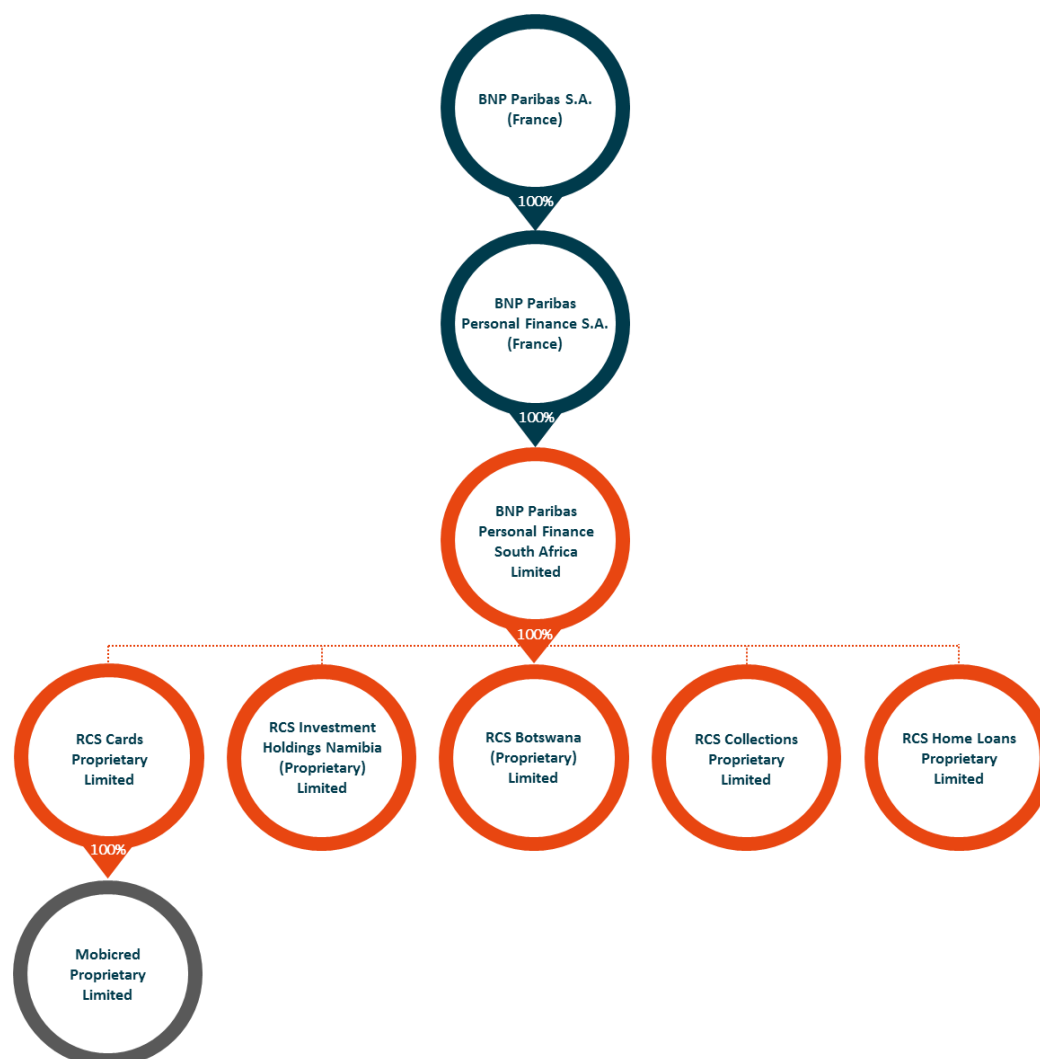 BNP Paribas S.A.
(France)
100%
BNP Paribas
Personal Finance S.A.
(France)
100%
BNP Paribas
Personal Finance
South Africa
Limited
100%
RCS Cards
Proprietary
Limited
RCS Investment
Holdings Namibia
(Proprietary)
Limited
RCS Botswana
(Proprietary)
Limited
RCS Collections
Proprietary
Limited
RCS Home Loans
Proprietary
Limited
100%
Mobicred
Proprietary
Limited